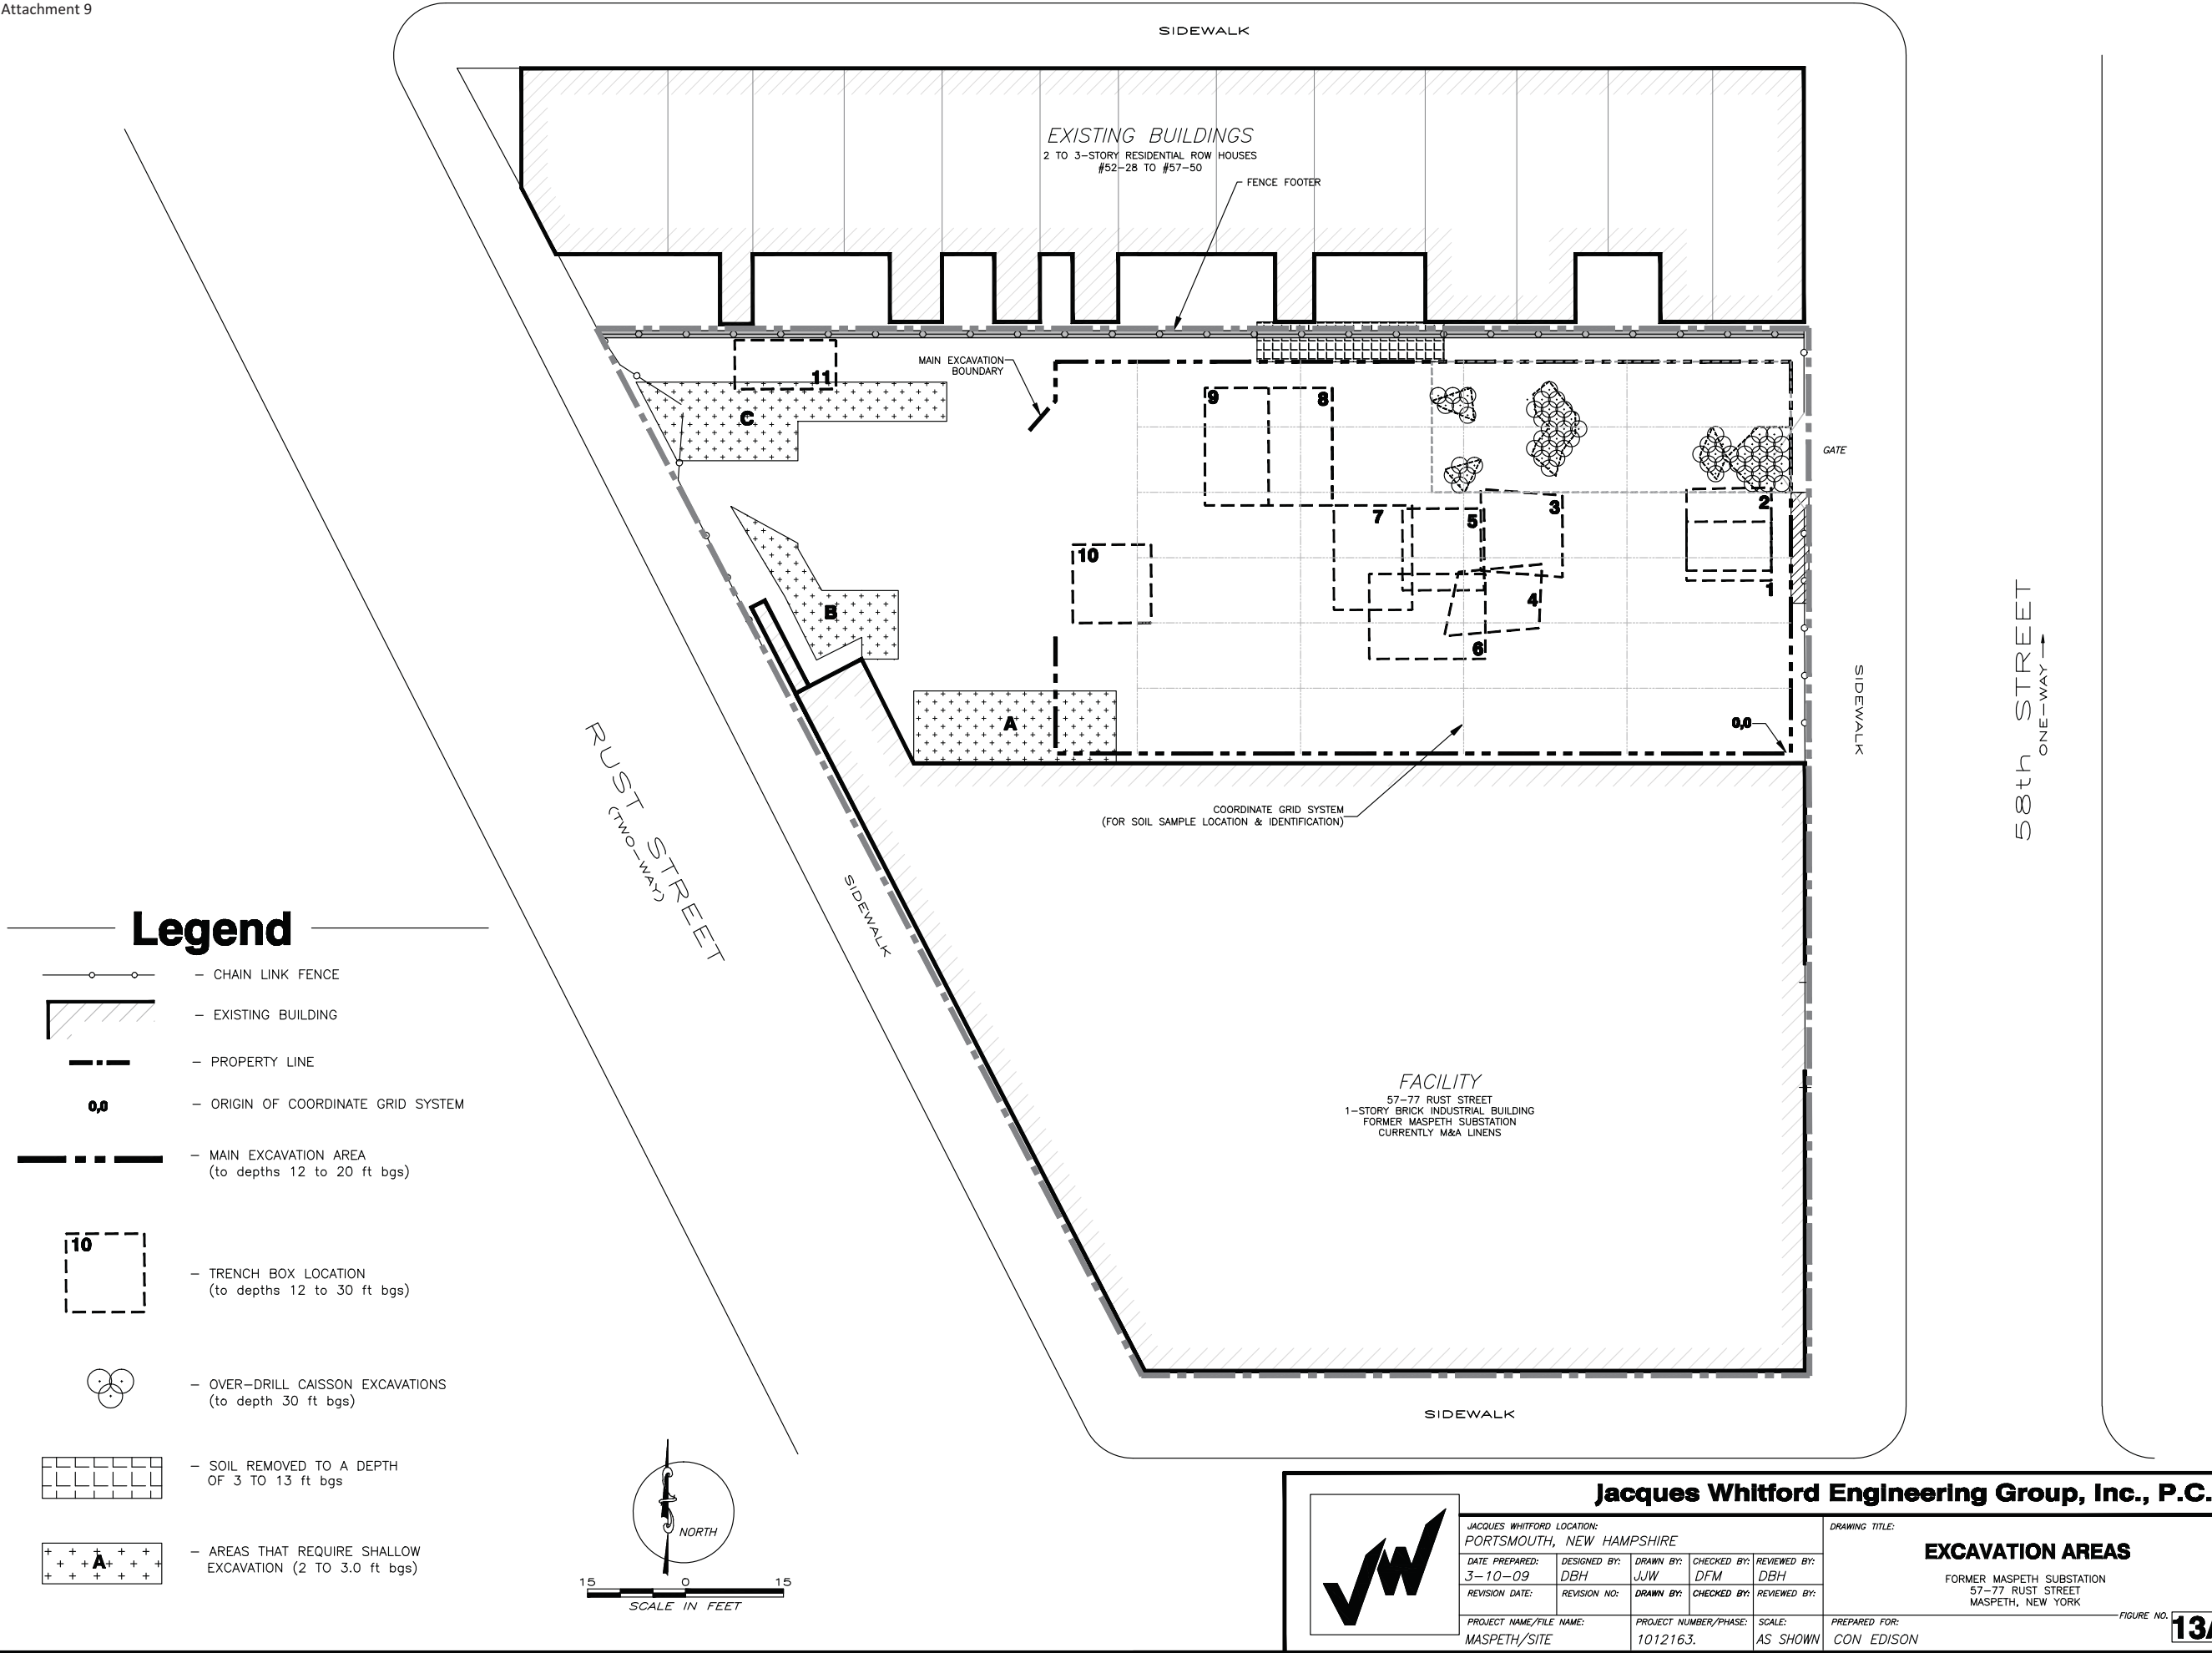 Attachment 9
SIDEWALK
EXISTING BUILDINGS
2 TO 3-STORY RESIDENTIAL ROW HOUSES
#52-28 TO #57-50
FENCE FOOTER
MAIN EXCAVATION
BOUNDARY
11
C
9
8
GATE
2
3
7
5
10
1
4
B
6
A
0,0
SIDEWALK
58th STREET
ONE-WAY
RUST STREET
(TWO-WAY)
SIDEWALK
COORDINATE GRID SYSTEM
(FOR SOIL SAMPLE LOCATION & IDENTIFICATION)
FACILITY
57-77 RUST STREET
1-STORY BRICK INDUSTRIAL BUILDING
FORMER MASPETH SUBSTATION
CURRENTLY M&A LINENS
SIDEWALK
Legend
- CHAIN LINK FENCE
- EXISTING BUILDING
- PROPERTY LINE
0,0 - ORIGIN OF COORDINATE GRID SYSTEM
- MAIN EXCAVATION AREA
(to depths 12 to 20 ft bgs)
10
- TRENCH BOX LOCATION
(to depths 12 to 30 ft bgs)
- OVER-DRILL CAISSON EXCAVATIONS
(to depth 30 ft bgs)
- SOIL REMOVED TO A DEPTH
OF 3 TO 13 ft bgs
A - AREAS THAT REQUIRE SHALLOW
EXCAVATION (2 TO 3.0 ft bgs)
NORTH
15 0 15
SCALE IN FEET
Jacques Whitford Engineering Group, Inc., P.C.
JW
JACQUES WHITFORD LOCATION:
PORTSMOUTH, NEW HAMPSHIRE
DATE PREPARED: DESIGNED BY: DRAWN BY: CHECKED BY: REVIEWED BY:
3-10-09 DBH JJW DFM DBH
REVISION DATE: REVISION NO: DRAWN BY: CHECKED BY: REVIEWED BY:
PROJECT NAME/FILE NAME: PROJECT NUMBER/PHASE: SCALE:
MASPETH/SITE 1012163. AS SHOWN
DRAWING TITLE:
EXCAVATION AREAS
FORMER MASPETH SUBSTATION
57-77 RUST STREET
MASPETH, NEW YORK
PREPARED FOR:
CON EDISON
FIGURE NO.
13A